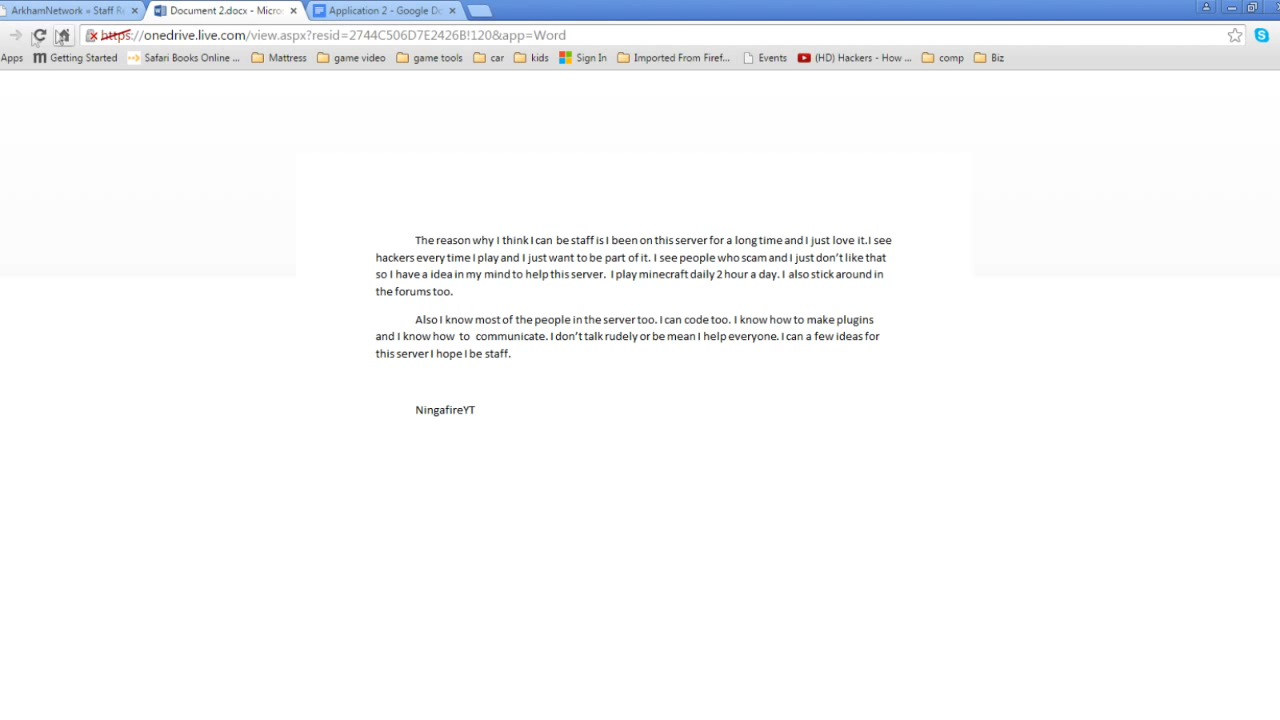 ArkhamNetwork » Staff Re
Document 2.docx - Micro
Application 2 - Google Do
https://onedrive.live.com/view.aspx?resid=2744C506D7E2426B!120&app=Word
Apps
Getting Started
Safari Books Online ...
Mattress
game video
game tools
car
kids
Sign In
Imported From Firef...
Events
(HD) Hackers - How ...
comp
Biz
The reason why I think I can be staff is I been on this server for a long time and I just love it.I see
hackers every time I play and I just want to be part of it. I see people who scam and I just don't like that
so I have a idea in my mind to help this server.  I play minecraft daily 2 hour a day. I also stick around in
the forums too.
Also I know most of the people in the server too. I can code too. I know how to make plugins
and I know how  to  communicate. I don't talk rudely or be mean I help everyone. I can a few ideas for
this server I hope I be staff.
NingafireYT